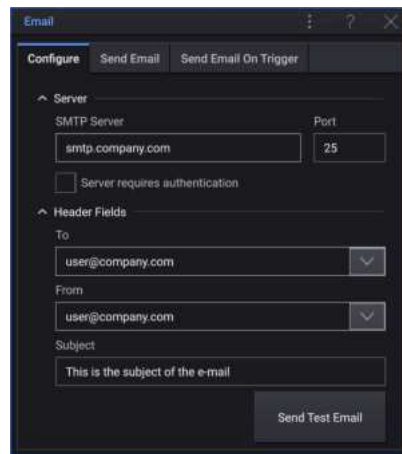 Email
?
Configure Send Email Send Email On Trigger
Server
SMTP Server Port
smtp.company.com 25
Server requires authentication
Header Fields
To
user@company.com
From
user@company.com
Subject
This is the subject of the e-mail
Send Test Email